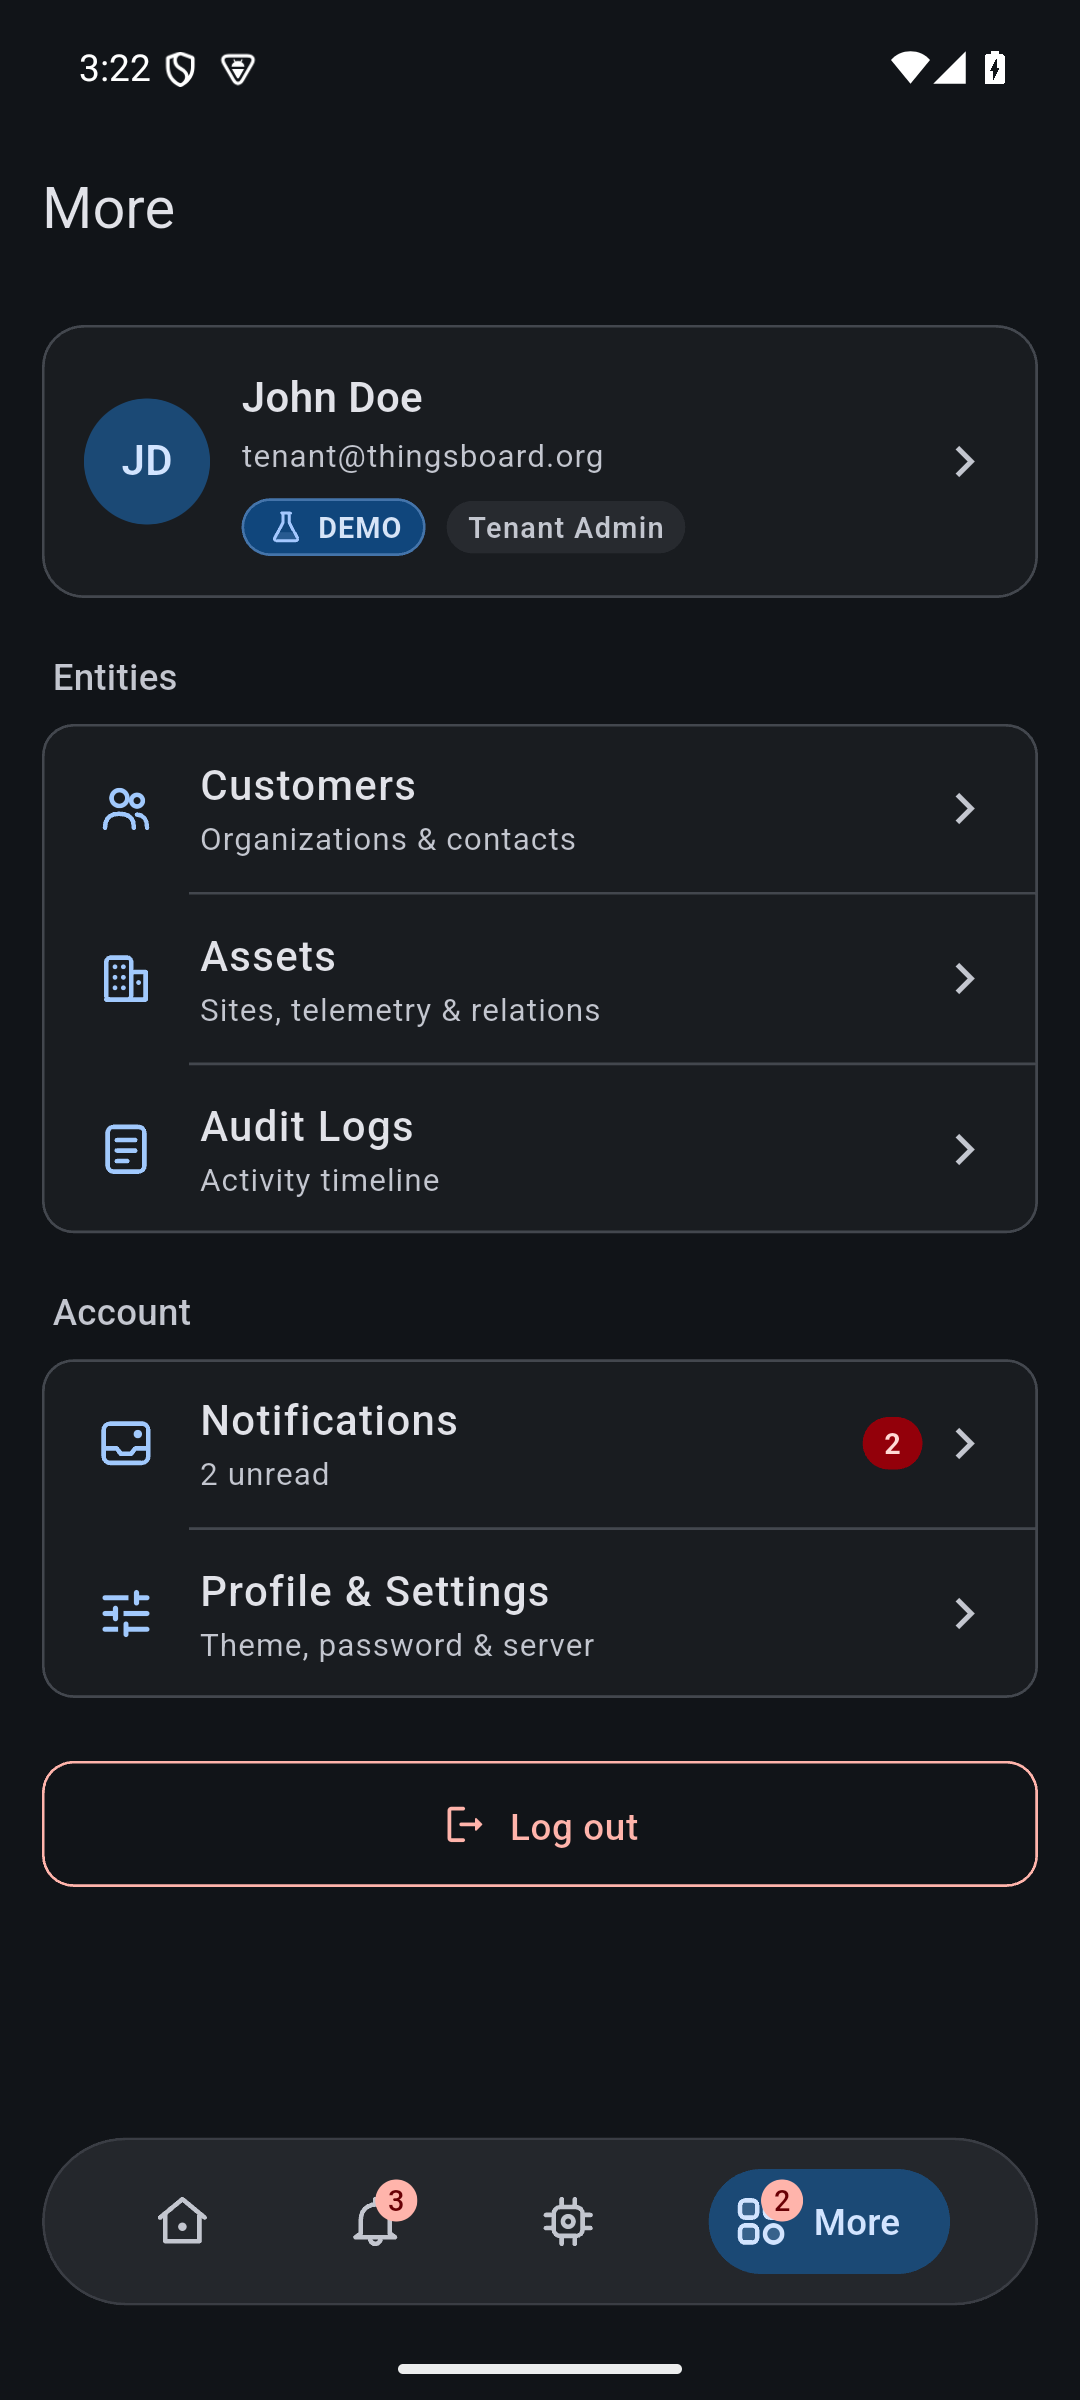 3:22
More
JD
John Doe
tenant@thingsboard.org
DEMO
Tenant Admin
Entities
Customers
Organizations & contacts
Assets
Sites, telemetry & relations
Audit Logs
Activity timeline
Account
Notifications
2 unread
2
Profile & Settings
Theme, password & server
Log out
3
2
More